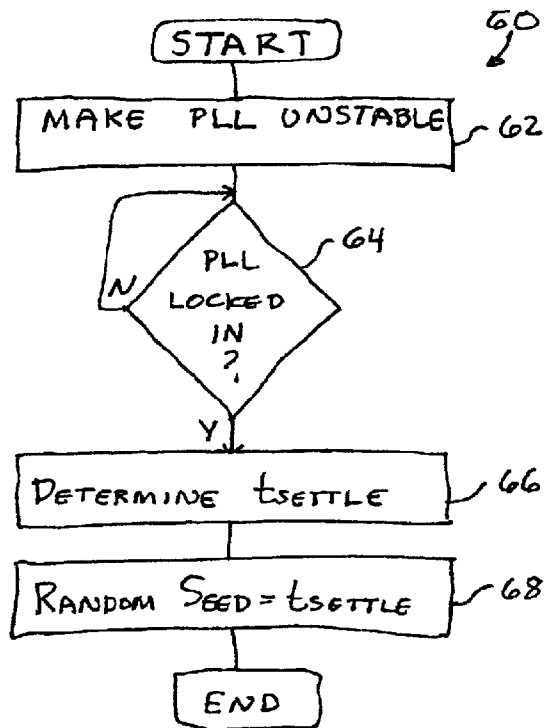 60
START
MAKE PLL UNSTABLE
62
64
PLL
LOCKED
IN
?
N
Y
DETERMINE tSETTLE
66
RANDOM SEED = tSETTLE
68
END